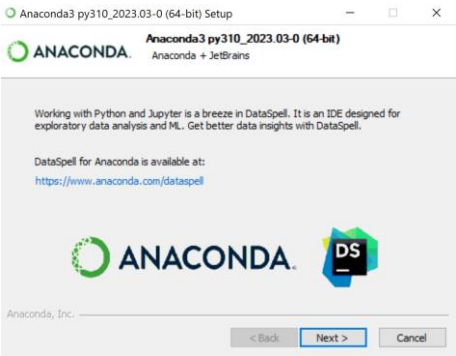 Anaconda3 py310_2023.03-0 (64-bit) Setup
ANACONDA.
Anaconda3 py310_2023.03-0 (64-bit)
Anaconda + JetBrains
Working with Python and Jupyter is a breeze in DataSpell. It is an IDE designed for
exploratory data analysis and ML. Get better data insights with DataSpell.
DataSpell for Anaconda is available at:
https://www.anaconda.com/dataspell
ANACONDA.
DS
Anaconda, Inc.
< Back
Next >
Cancel